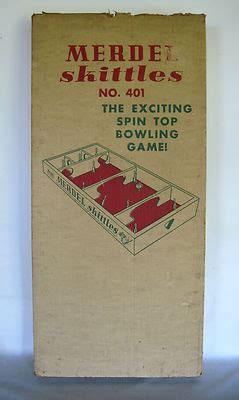 MERDEL
skittles
NO. 401
THE EXCITING
SPIN TOP
BOWLING
GAME!
MERDEL skittles